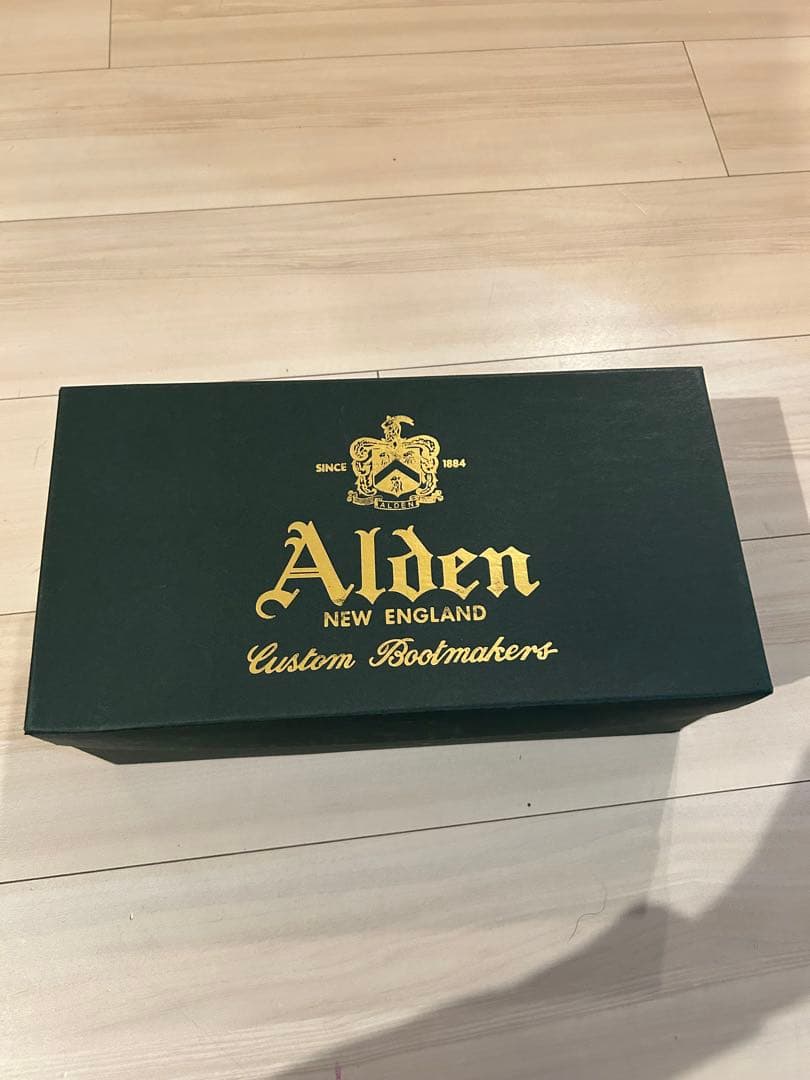 SINCE 1884
ALDEN
Alden
NEW ENGLAND
Custom Bootmakers